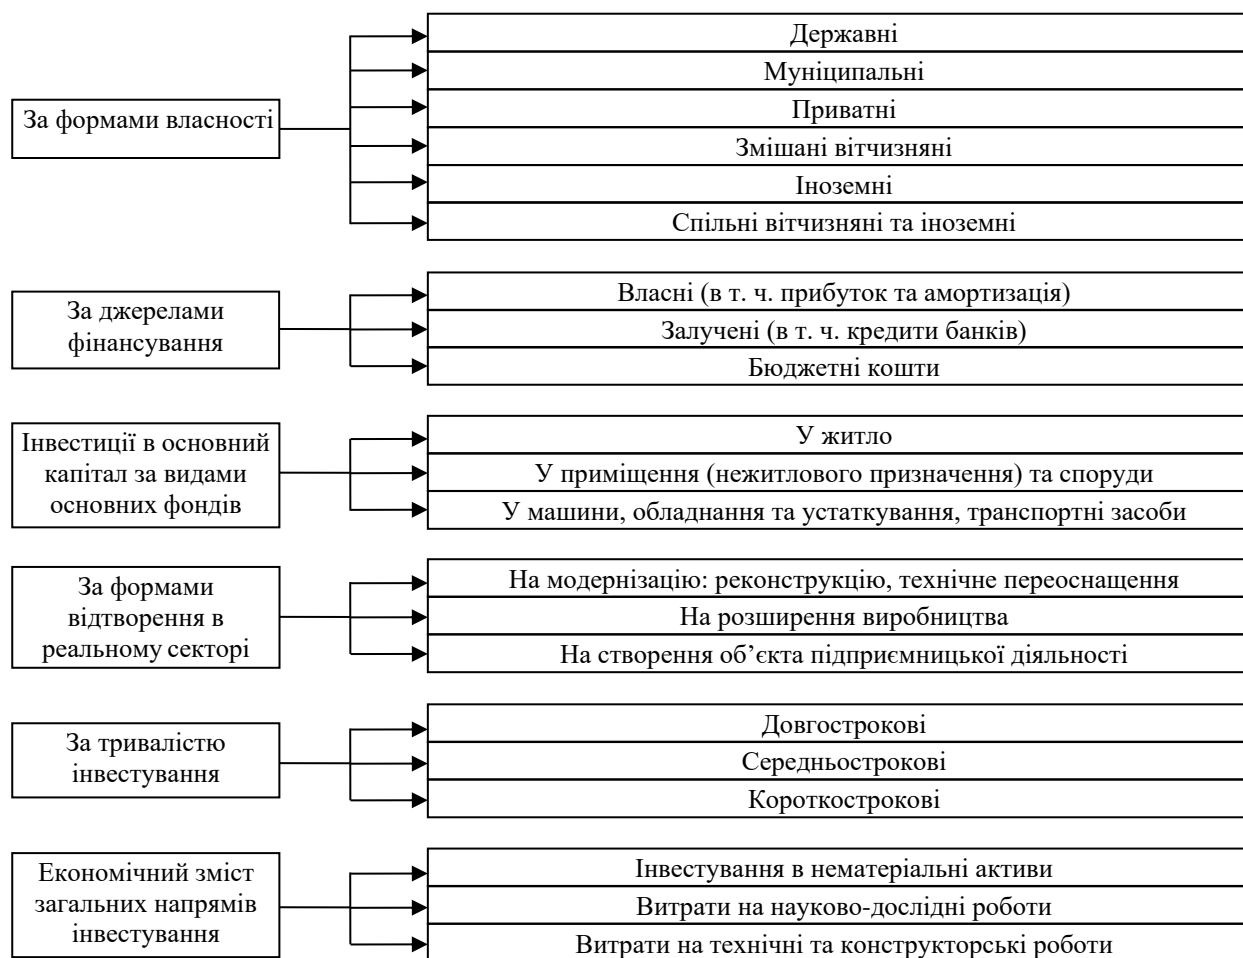 За формами власності
Державні
Муніципальні
Приватні
Змішані вітчизняні
Іноземні
Спільні вітчизняні та іноземні
За джерелами
фінансування
Власні (в т. ч. прибуток та амортизація)
Залучені (в т. ч. кредити банків)
Бюджетні кошти
Інвестиції в основний
капітал за видами
основних фондів
У житло
У приміщення (нежитлового призначення) та споруди
У машини, обладнання та устаткування, транспортні засоби
За формами
відтворення в
реальному секторі
На модернізацію: реконструкцію, технічне переоснащення
На розширення виробництва
На створення об’єкта підприємницької діяльності
За тривалістю
інвестування
Довгострокові
Середньострокові
Короткострокові
Економічний зміст
загальних напрямів
інвестування
Інвестування в нематеріальні активи
Витрати на науково-дослідні роботи
Витрати на технічні та конструкторські роботи